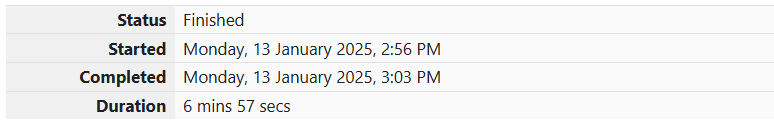 Status Finished
Started Monday, 13 January 2025, 2:56 PM
Completed Monday, 13 January 2025, 3:03 PM
Duration 6 mins 57 secs